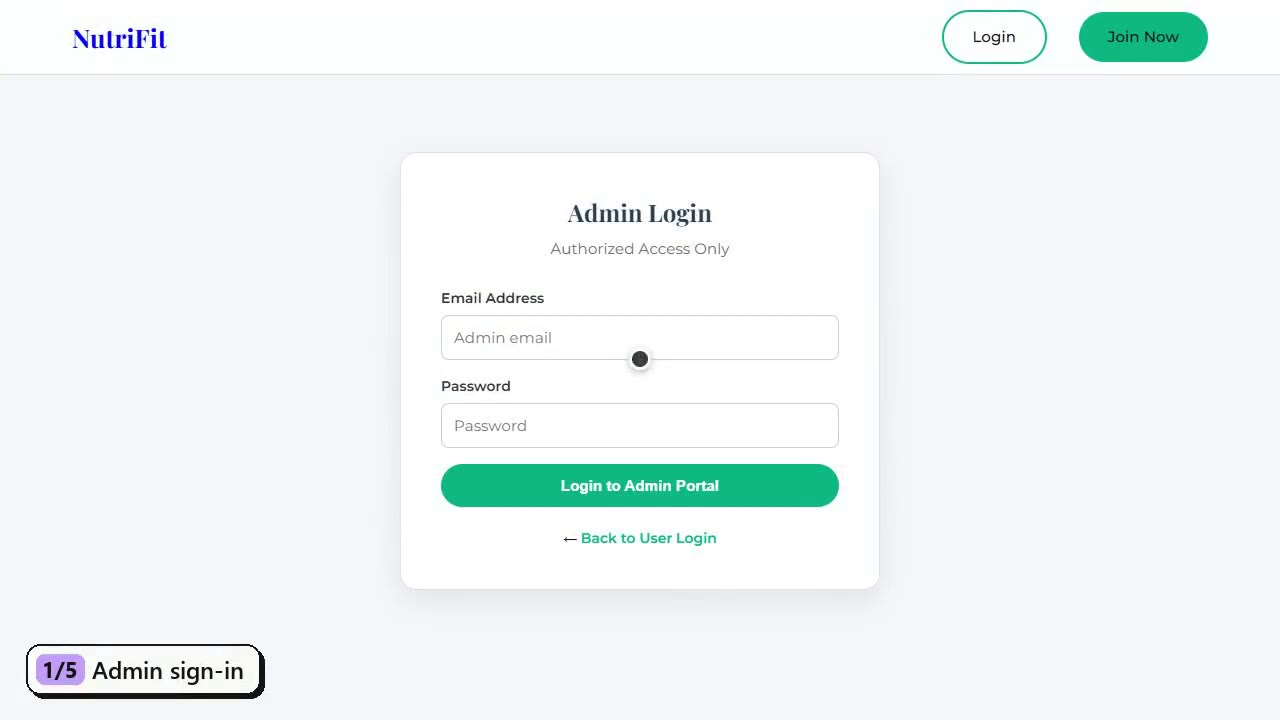 NutriFit
Login
Join Now
Admin Login
Authorized Access Only
Email Address
Admin email
Password
Password
Login to Admin Portal
← Back to User Login
1/5 Admin sign-in